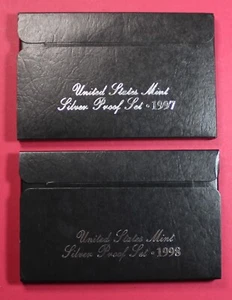 United States Mint
Silver Proof Set • 1997
United States Mint
Silver Proof Set • 1998